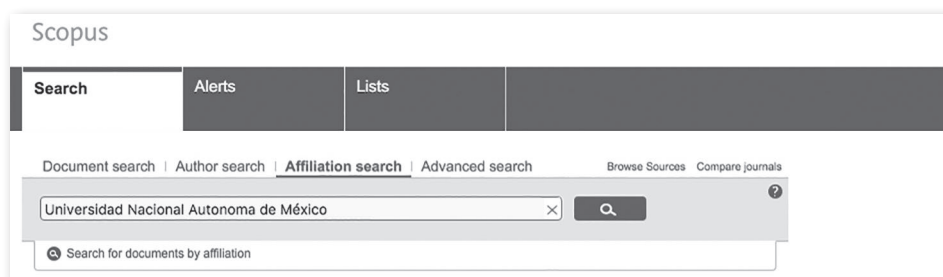 Scopus
Search Alerts Lists
Document search | Author search | Affiliation search | Advanced search Browse Sources Compare journals
Universidad Nacional Autonoma de México
Search for documents by affiliation